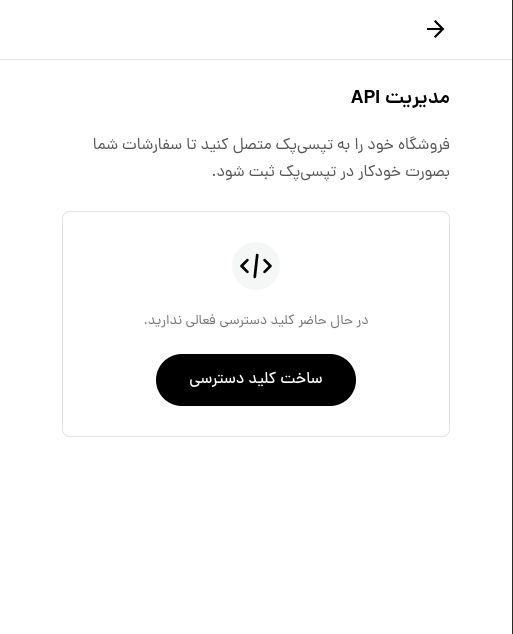 مدیریت API
فروشگاه خود را به تپسی‌پک متصل کنید تا سفارشات شما
بصورت خودکار در تپسی‌پک ثبت شود.
در حال حاضر کلید دسترسی فعالی ندارید.
ساخت کلید دسترسی